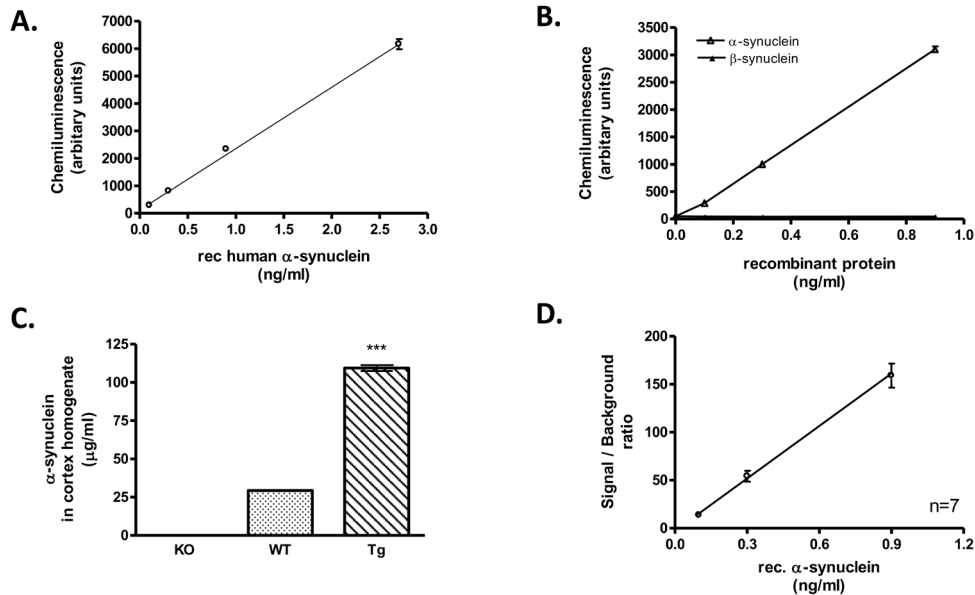 A.
7000
6000
5000
4000
3000
2000
1000
0
Chemiluminescence
(arbitary units)
0.0 0.5 1.0 1.5 2.0 2.5 3.0
rec human α-synuclein
(ng/ml)
B.
3500
3000
2500
2000
1500
1000
500
0
Chemiluminescence
(arbitary units)
α-synuclein
β-synuclein
0.0 0.2 0.4 0.6 0.8 1.0
recombinant protein
(ng/ml)
C.
125
100
75
50
25
0
α-synuclein
in cortex homogenate
(μg/ml)
***
KO WT Tg
D.
200
150
100
50
0
Signal / Background
ratio
n=7
0.0 0.3 0.6 0.9 1.2
rec. α-synuclein
(ng/ml)